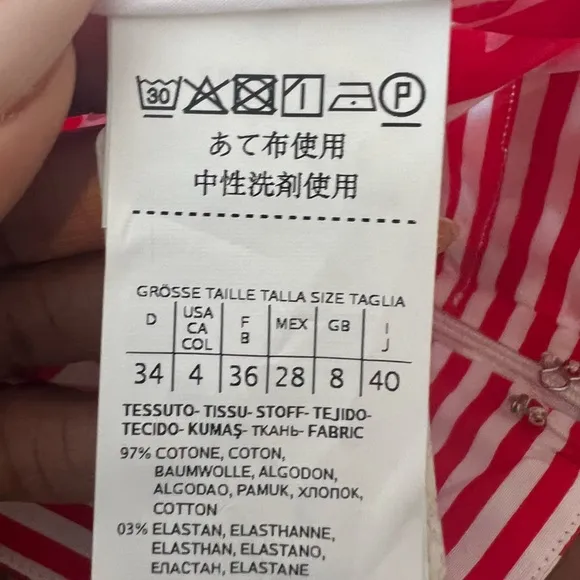 30 P
あて布使用
中性洗剤使用
GRÖSSE TAILLE TALLA SIZE TAGLIA
D USA CA COL F B MEX GB I J
34 4 36 28 8 40
TESSUTO- TISSU- STOFF- TEJIDO-
TECIDO- KUMAŞ- ТКАНЬ- FABRIC
97% COTONE, COTON,
BAUMWOLLE, ALGODON,
ALGODAO, PAMUK, ХЛОПОК,
COTTON
03% ELASTAN, ELASTHANNE,
ELASTHAN, ELASTANO,
ЕЛАСТАН, ELASTANE